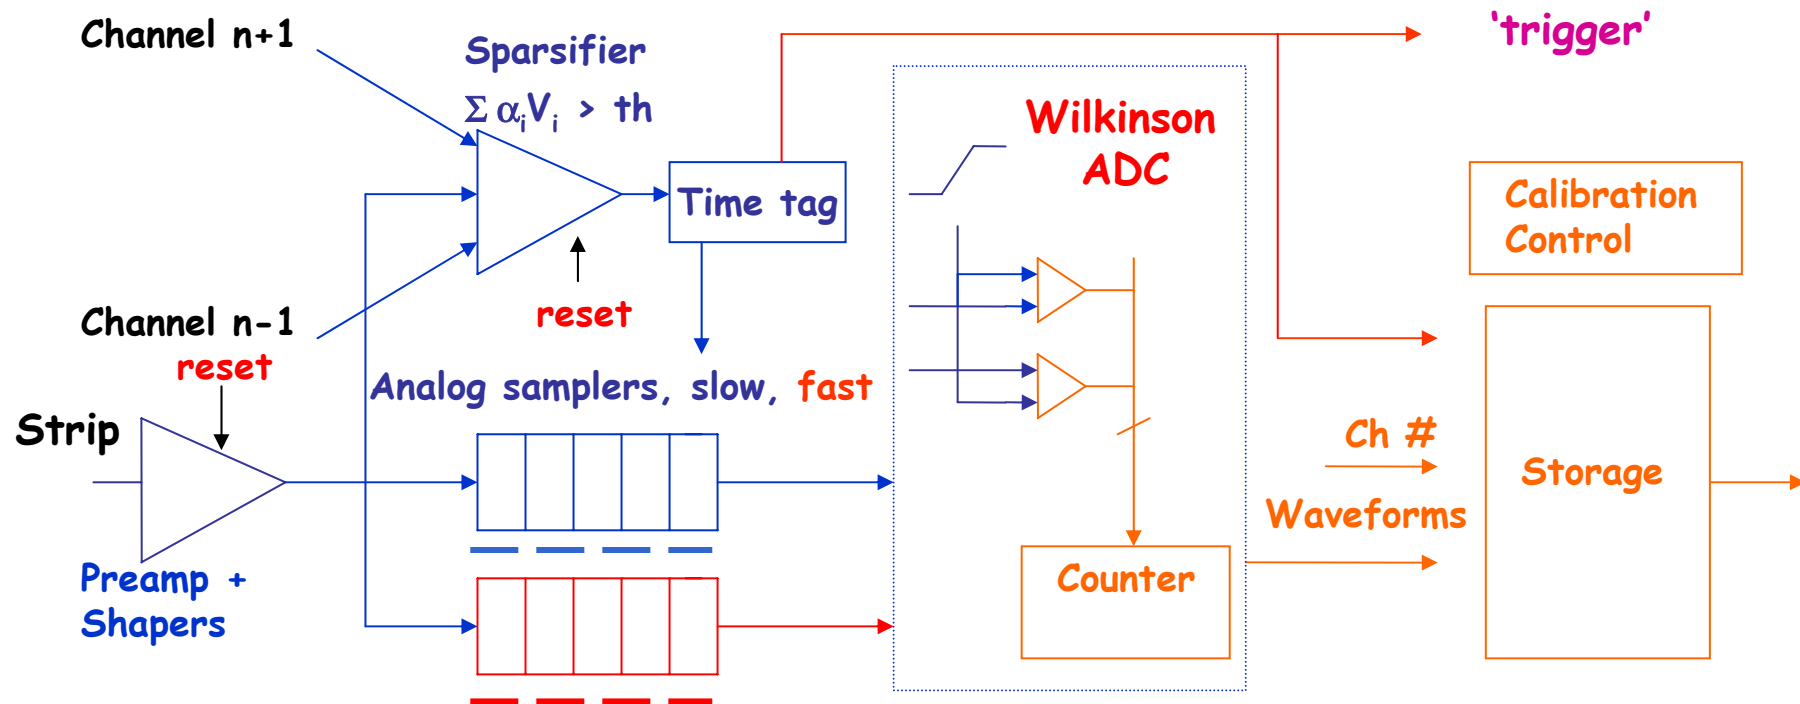 Channel n+1
Sparsifier
Σ αiVi > th
'trigger'
Wilkinson
ADC
Time tag
Calibration
Control
reset
Channel n-1
reset
Analog samplers, slow, fast
Strip
Ch #
Storage
Waveforms
Preamp +
Shapers
Counter